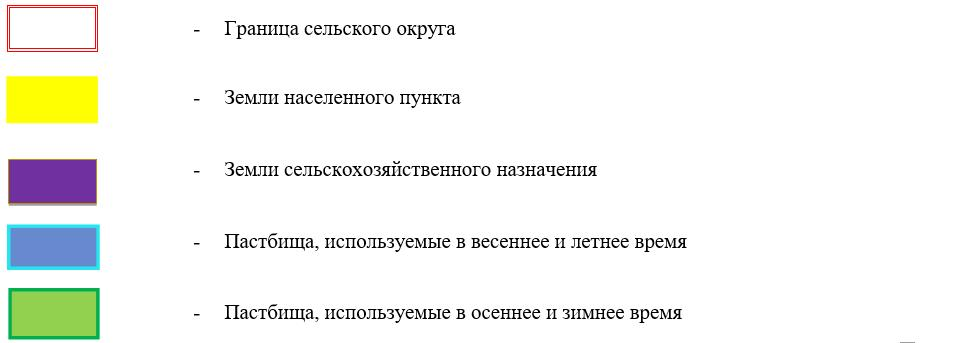 - Граница сельского округа
- Земли населенного пункта
- Земли сельскохозяйственного назначения
- Пастбища, используемые в весеннее и летнее время
- Пастбища, используемые в осеннее и зимнее время